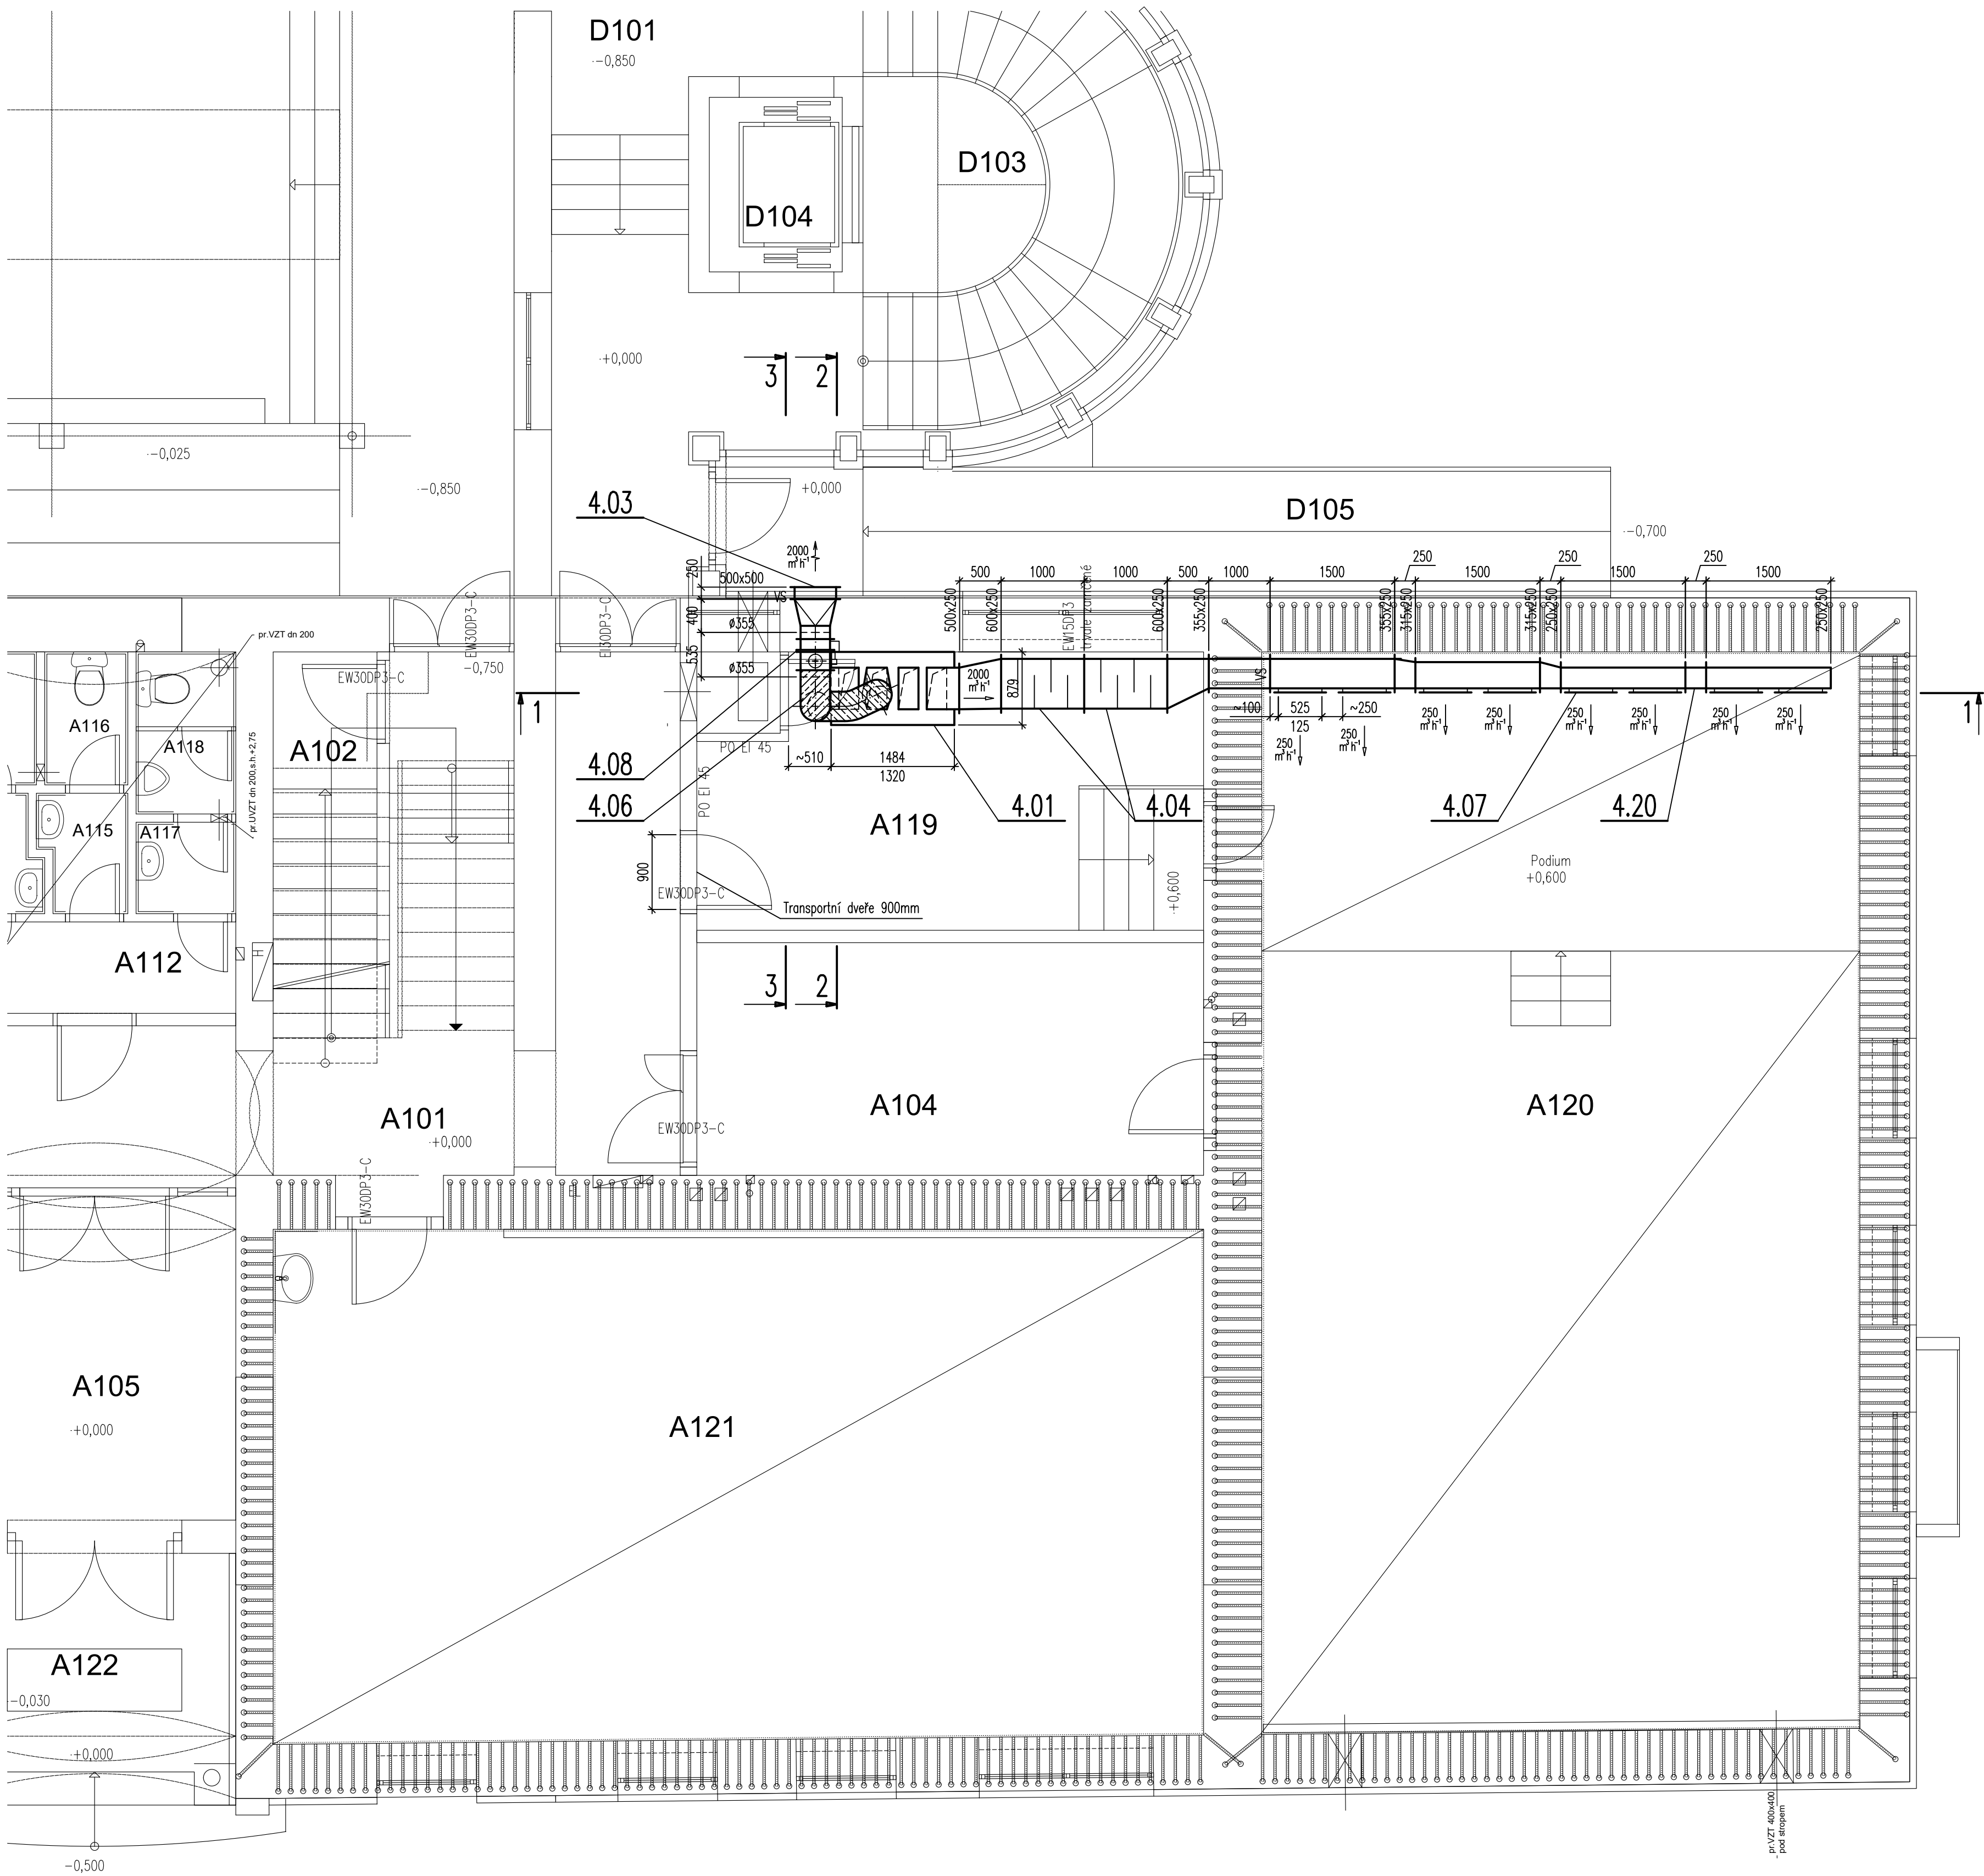 D101
-0,850
D103
D104
+0,000
3
2
-0,025
-0,850
+0,000
4.03
D105
-0,700
2000
m³h⁻¹
250
500x500
VS
400
ø355
535
ø355
500
1000
1000
500
1000
1500
250
1500
250
1500
250
1500
500x250
600x250
EW15DP3
trvale zamčené
600x250
355x250
355x250
315x250
315x250
250x250
250x250
pr.VZT dn 200
EW30DP3-C
EI30DP3-C
-0,750
EW30DP3-C
2000
m³h⁻¹
879
VS
1
1
A116
A118
A102
pr.UVZT dn 200,s.h.+2,75
PO EI 45
~510
1484
1320
~100
525
~250
125
250
m³h⁻¹
250
m³h⁻¹
250
m³h⁻¹
250
m³h⁻¹
250
m³h⁻¹
250
m³h⁻¹
250
m³h⁻¹
250
m³h⁻¹
4.08
4.06
PO EI 45
4.01
4.04
4.07
4.20
A115
A117
A119
900
EW30DP3-C
Transportní dveře 900mm
+0,600
Podium
+0,600
A112
H
3
2
A101
+0,000
A104
EW30DP3-C
A120
EW30DP3-C
EL
A105
+0,000
A121
A122
-0,030
+0,000
-0,500
pr.VZT 400x400
pod stropem